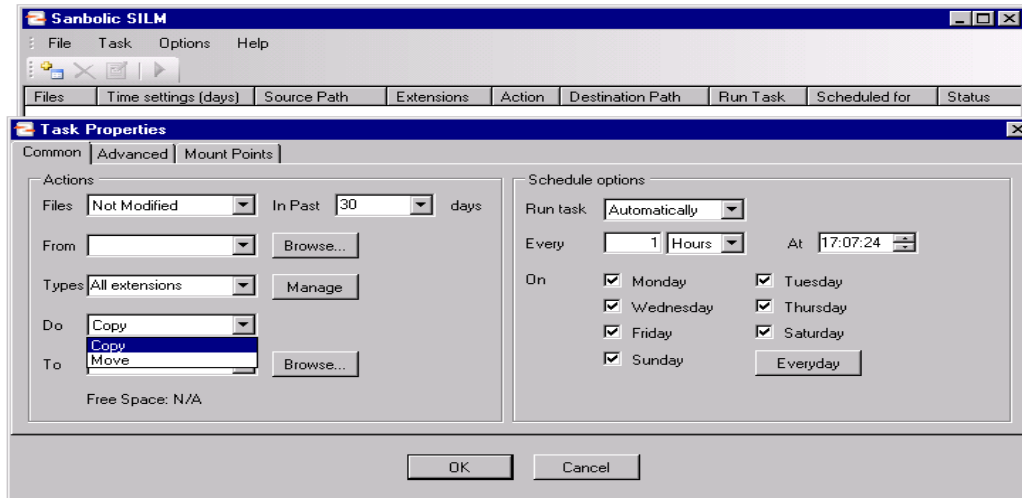 Sanbolic SILM
File Task Options Help
Files Time settings (days) Source Path Extensions Action Destination Path Run Task Scheduled for Status
Task Properties
Common Advanced Mount Points
Actions
Files Not Modified In Past 30 days
From Browse...
Types All extensions Manage
Do Copy
Copy
Move
To Browse...
Free Space: N/A
Schedule options
Run task Automatically
Every 1 Hours At 17:07:24
On Monday Tuesday
Wednesday Thursday
Friday Saturday
Sunday Everyday
OK Cancel